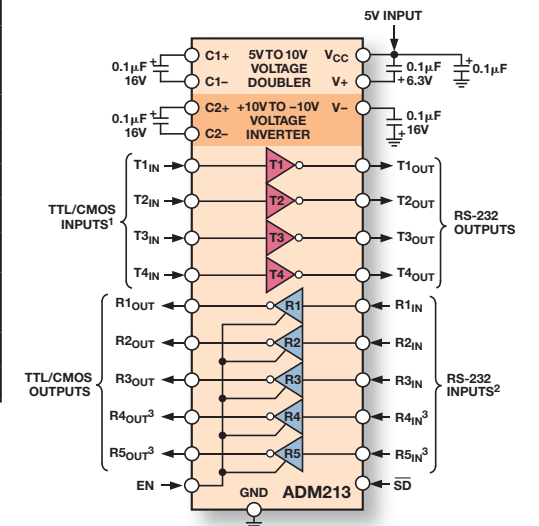 5V INPUT
C1+ 5V TO 10V VOLTAGE DOUBLER VCC
0.1µF 16V
C1– V+
0.1µF 6.3V
0.1µF
C2+ +10V TO –10V VOLTAGE INVERTER V–
0.1µF 16V
C2–
0.1µF 16V
T1IN T1 T1OUT
T2IN T2 T2OUT
TTL/CMOS INPUTS1
RS-232 OUTPUTS
T3IN T3 T3OUT
T4IN T4 T4OUT
R1OUT R1 R1IN
R2OUT R2 R2IN
TTL/CMOS OUTPUTS
R3OUT R3 R3IN
RS-232 INPUTS2
R4OUT3 R4 R4IN3
R5OUT3 R5 R5IN3
EN GND ADM213 SD